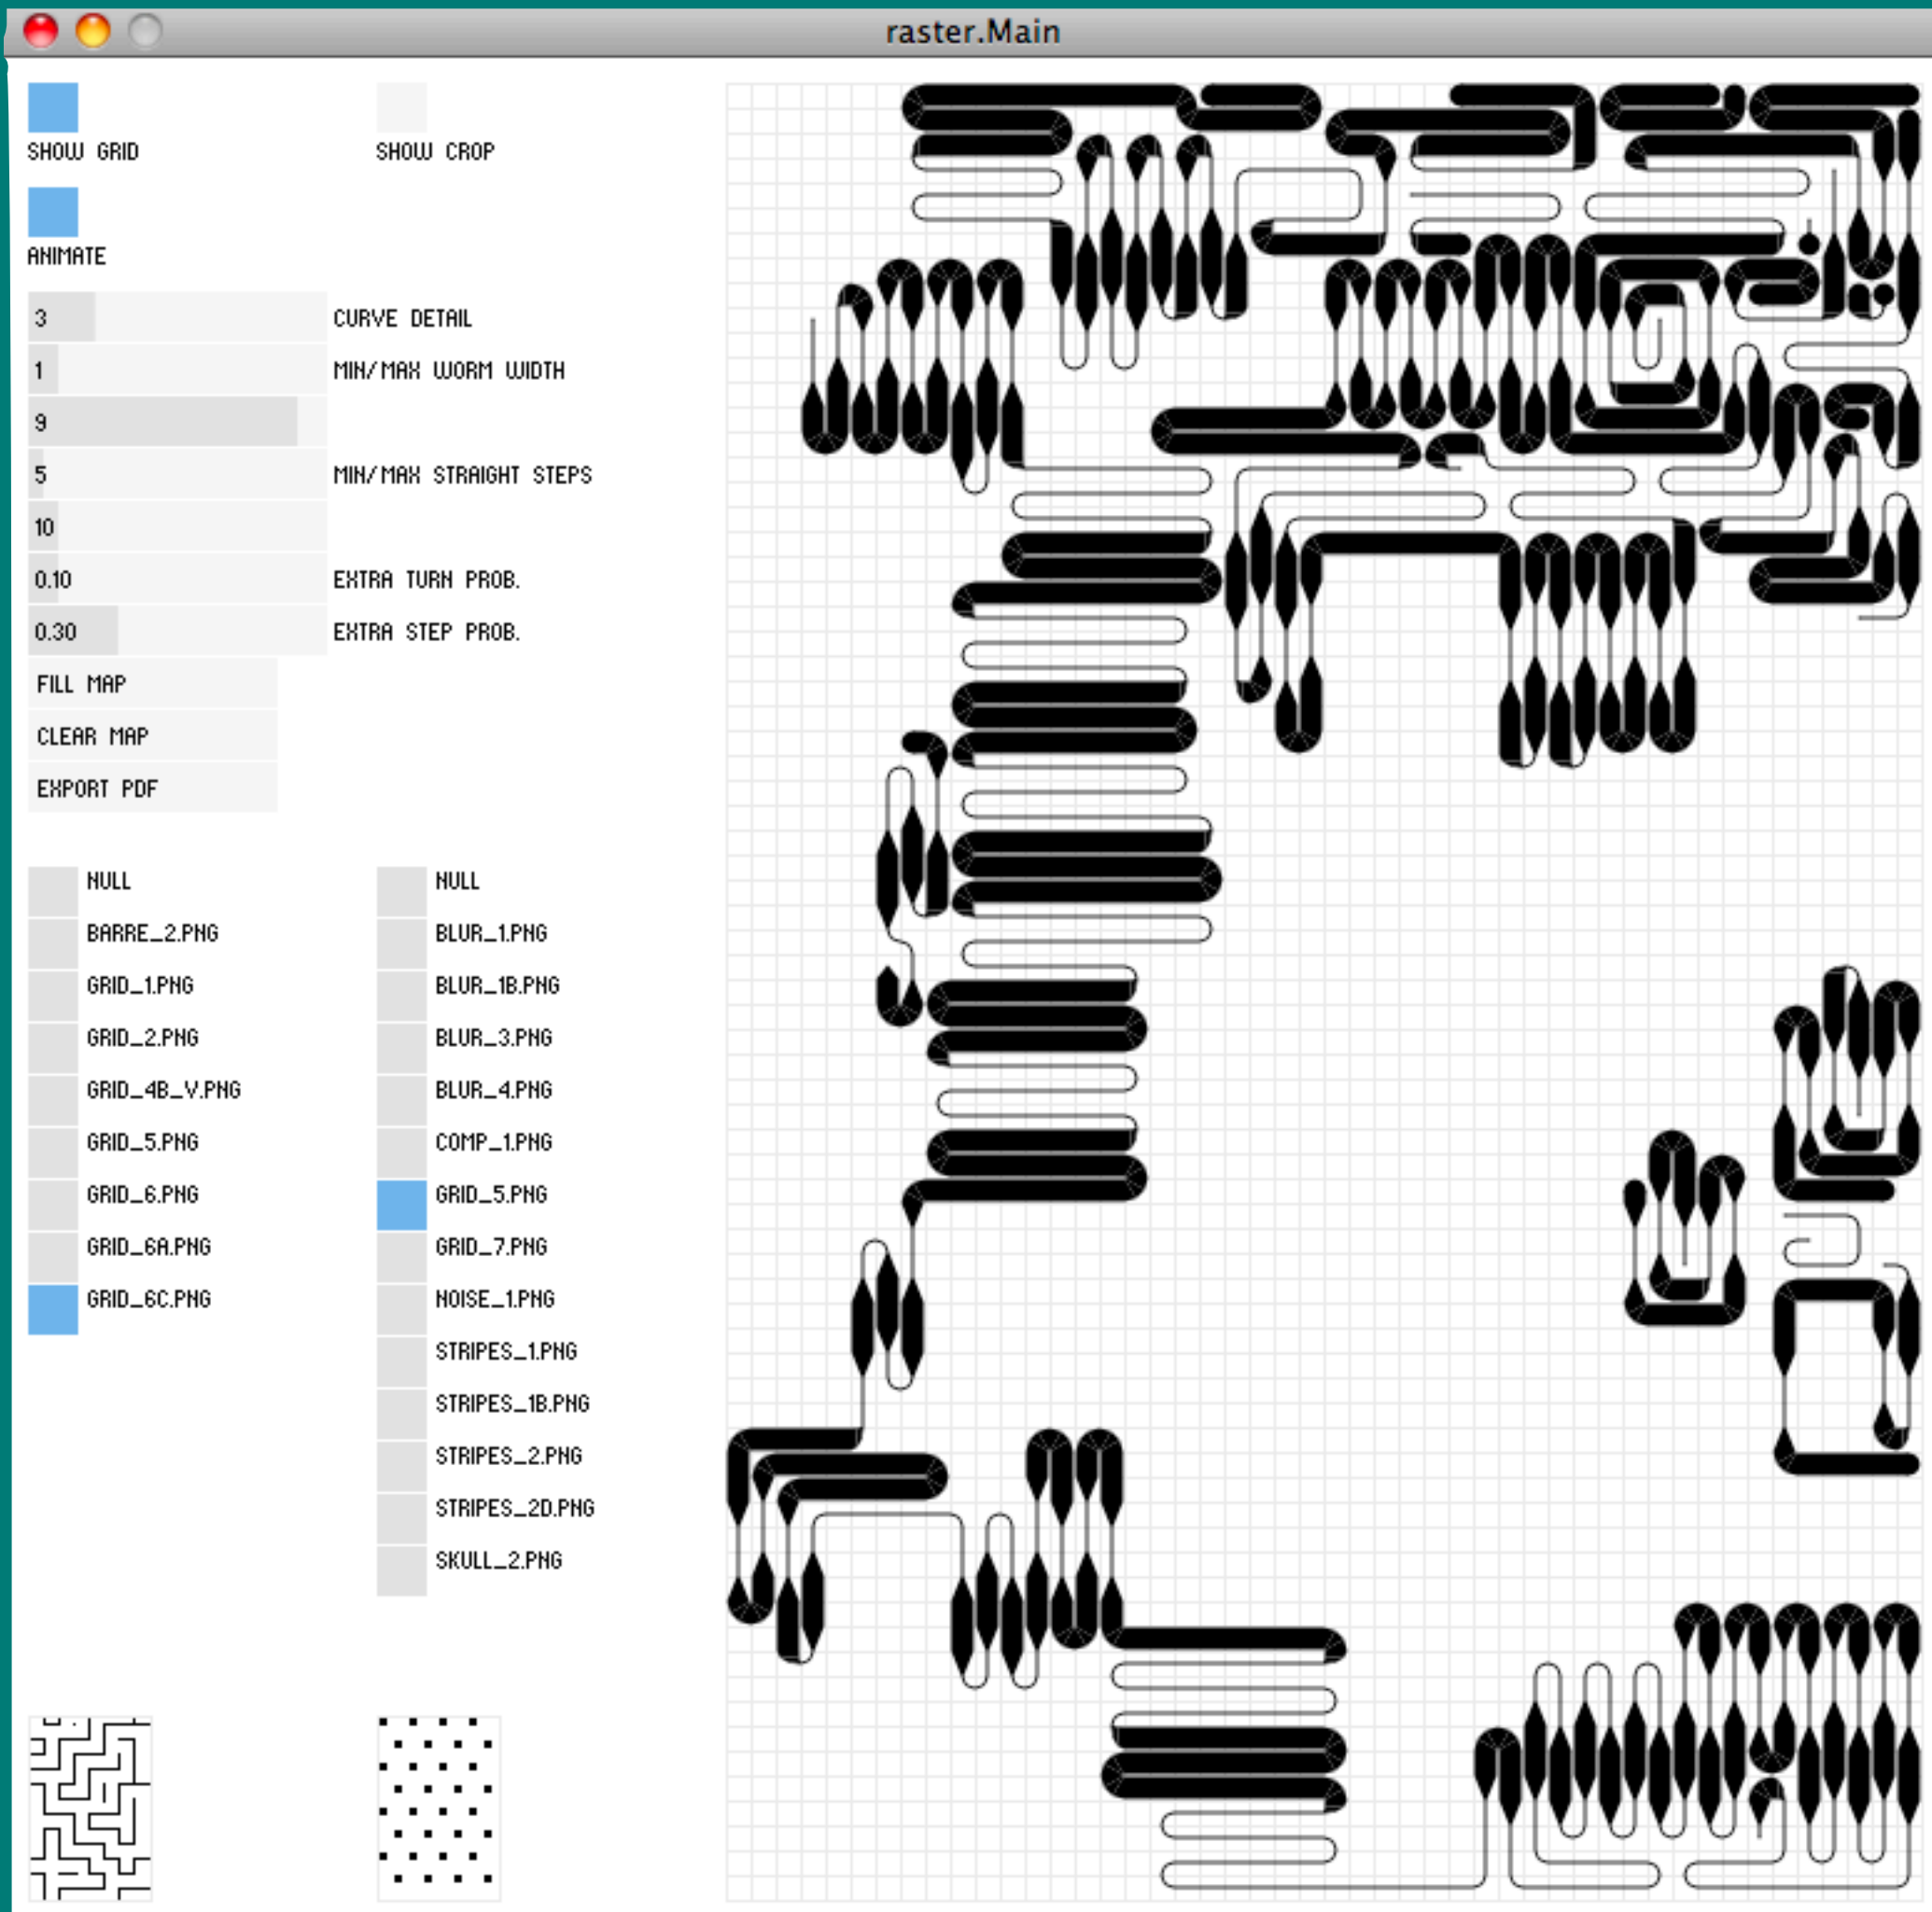 raster.Main
SHOW GRID
SHOW CROP
ANIMATE
3 CURVE DETAIL
1 MIN/MAX WORM WIDTH
9
5 MIN/MAX STRAIGHT STEPS
10
0.10 EXTRA TURN PROB.
0.30 EXTRA STEP PROB.
FILL MAP
CLEAR MAP
EXPORT PDF
NULL
BARRE_2.PNG
GRID_1.PNG
GRID_2.PNG
GRID_4B_V.PNG
GRID_5.PNG
GRID_6.PNG
GRID_6A.PNG
GRID_6C.PNG
NULL
BLUR_1.PNG
BLUR_1B.PNG
BLUR_3.PNG
BLUR_4.PNG
COMP_1.PNG
GRID_5.PNG
GRID_7.PNG
NOISE_1.PNG
STRIPES_1.PNG
STRIPES_1B.PNG
STRIPES_2.PNG
STRIPES_2D.PNG
SKULL_2.PNG